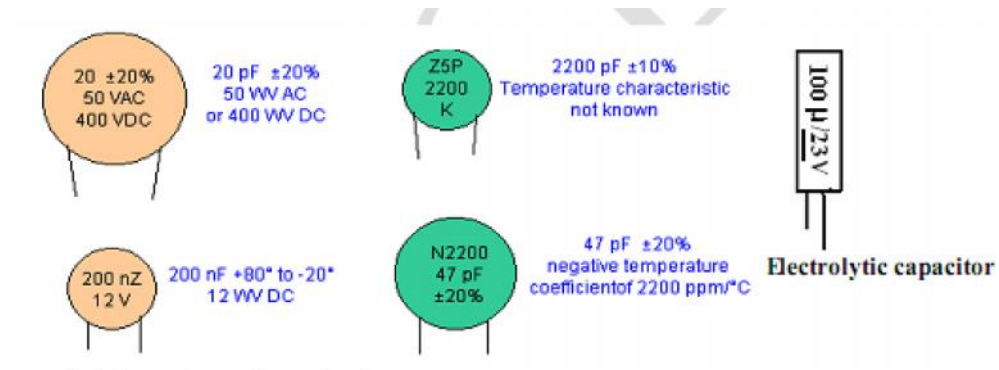 20 ±20%
50 VAC
400 VDC
20 pF ±20%
50 WV AC
or 400 WV DC
Z5P
2200
K
2200 pF ±10%
Temperature characteristic
not known
100 µ/23 V
200 nZ
12 V
200 nF +80° to -20°
12 WV DC
N2200
47 pF
±20%
47 pF ±20%
negative temperature
coefficientof 2200 ppm/°C
Electrolytic capacitor